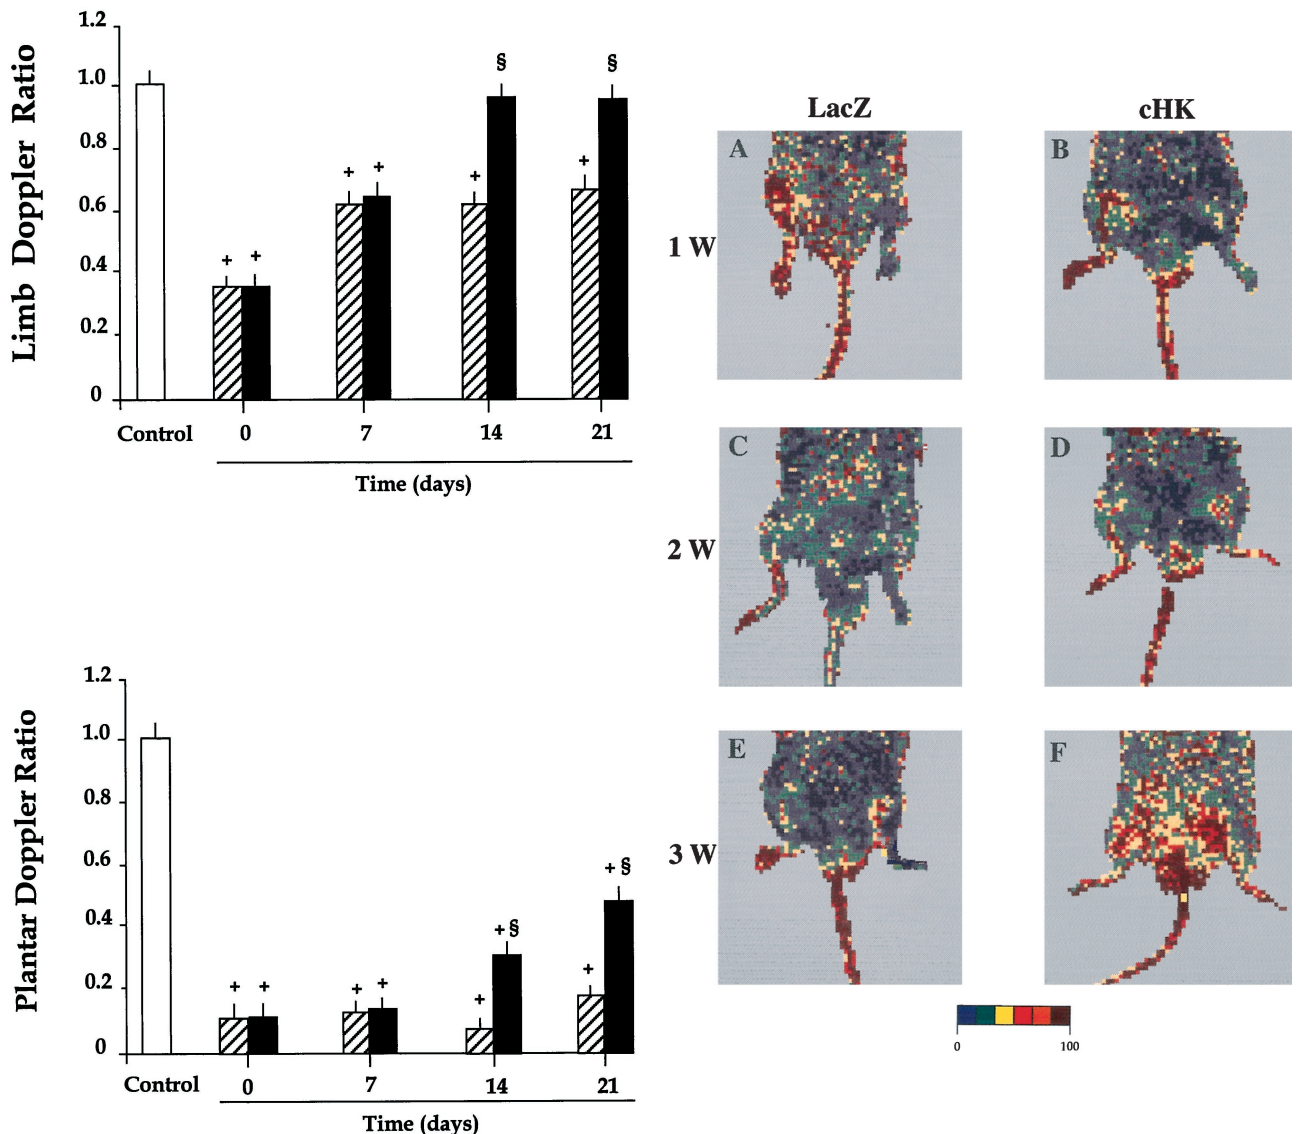 Limb Doppler Ratio
1.2
1.0
0.8
0.6
0.4
0.2
0
+ + + + + § + §
Control 0 7 14 21
Time (days)
Plantar Doppler Ratio
1.2
1.0
0.8
0.6
0.4
0.2
0
+ + + + + + § + + §
Control 0 7 14 21
Time (days)
LacZ cHK
1 W A B
2 W C D
3 W E F
0 100